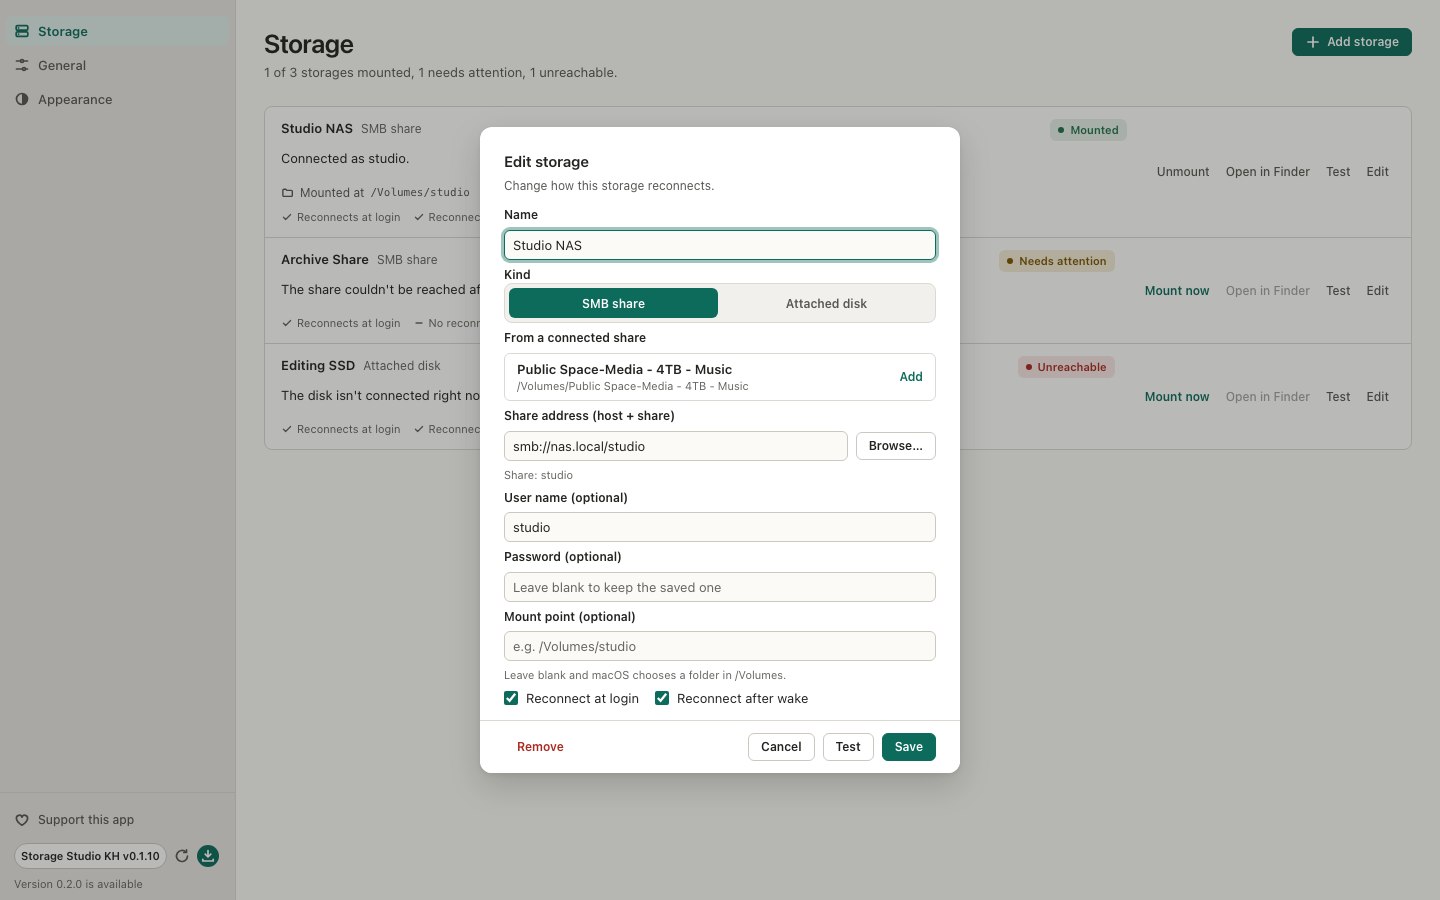 Storage
General
Appearance
Support this app
Storage Studio KH v0.1.10
Version 0.2.0 is available
Storage
1 of 3 storages mounted, 1 needs attention, 1 unreachable.
Add storage
Studio NAS SMB share
Mounted
Connected as studio.
Mounted at /Volumes/studio
Reconnects at login
Unmount Open in Finder Test Edit
Archive Share SMB share
Needs attention
The share couldn't be reached
Reconnects at login No
Mount now Open in Finder Test Edit
Editing SSD Attached disk
Unreachable
The disk isn't connected right
Reconnects at login
Mount now Open in Finder Test Edit
Edit storage
Change how this storage reconnects.
Name
Studio NAS
Kind
SMB share Attached disk
From a connected share
Public Space-Media - 4TB - Music
/Volumes/Public Space-Media - 4TB - Music
Add
Share address (host + share)
smb://nas.local/studio
Browse...
Share: studio
User name (optional)
studio
Password (optional)
Leave blank to keep the saved one
Mount point (optional)
e.g. /Volumes/studio
Leave blank and macOS chooses a folder in /Volumes.
Reconnect at login Reconnect after wake
Remove Cancel Test Save